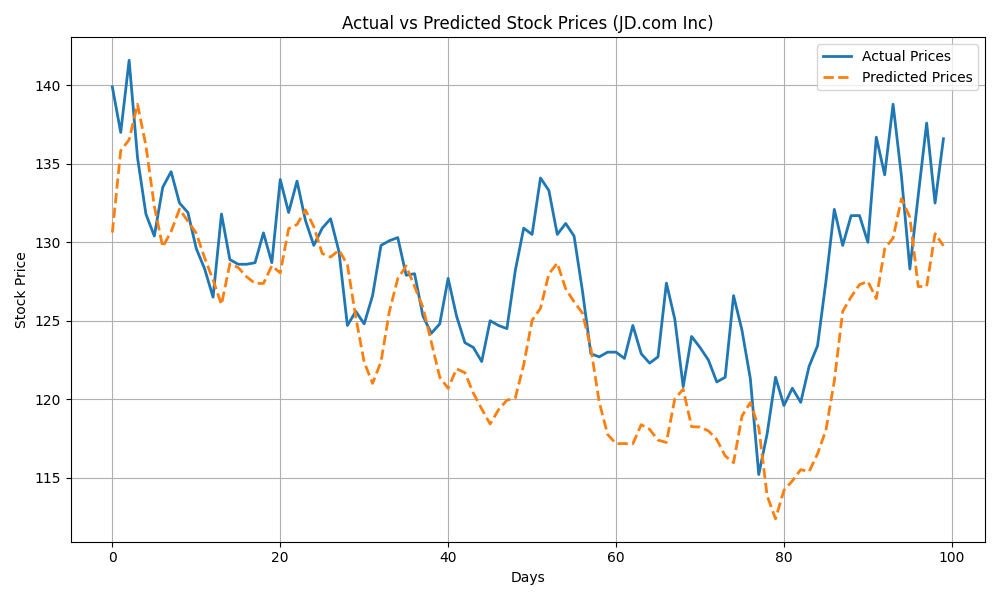 Actual vs Predicted Stock Prices (JD.com Inc)
Actual Prices
Predicted Prices
Stock Price
140
135
130
125
120
115
0 20 40 60 80 100
Days